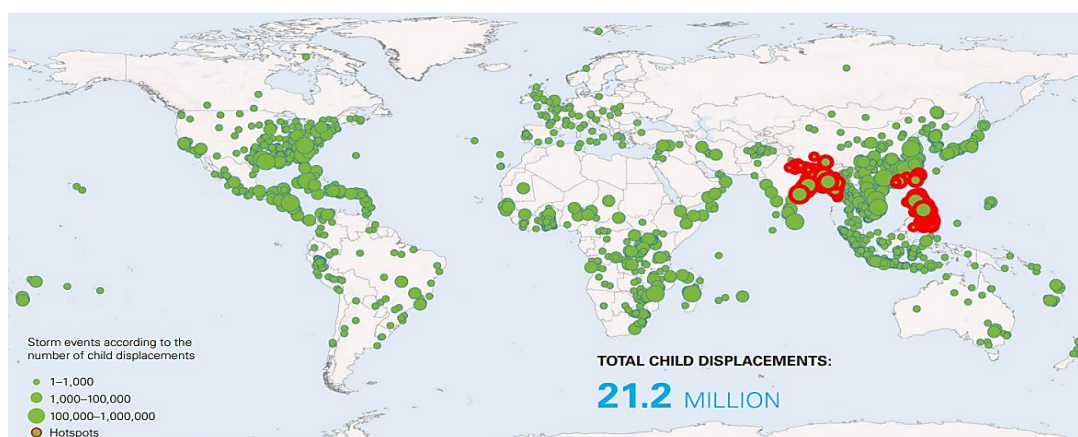 Storm events according to the
number of child displacements
1–1,000
1,000–100,000
100,000–1,000,000
Hotspots
TOTAL CHILD DISPLACEMENTS:
21.2 MILLION